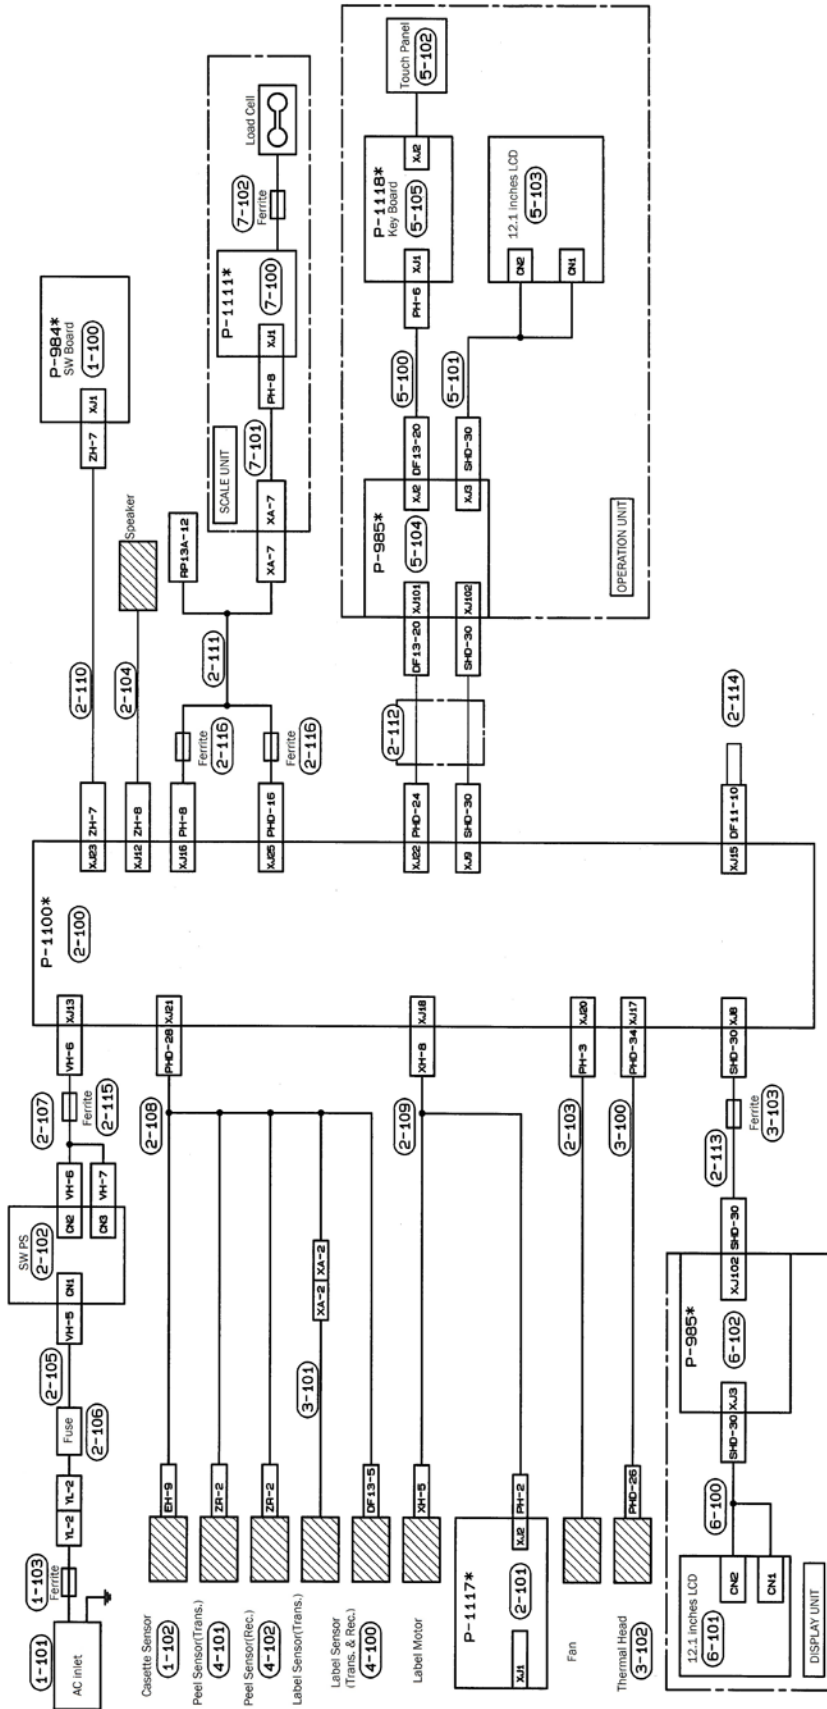 1-101
AC Inlet
1-103
Ferrite
YL-2
YL-2
Fuse
2-106
2-105
VH-5
CN1
SW PS
2-102
CN2
VH-6
CN3
VH-7
2-107
Ferrite
2-115
VH-6
XJ13
P-1100*
2-100
XJ23
ZH-7
2-110
ZH-7
XJ1
P-984*
SW Board
1-100
XJ12
ZH-8
2-104
Speaker
XJ16
PH-8
Ferrite
2-116
XJ25
PHD-16
Ferrite
2-116
2-111
RP13A-12
XA-7
XA-7
SCALE UNIT
7-101
PH-8
XJ1
P-1111*
7-100
7-102
Ferrite
Load Cell
XJ22
PHD-24
2-112
DF13-20
XJ101
XJ9
SHD-30
SHD-30
XJ102
P-985*
5-104
XJ2
DF13-20
5-100
PH-6
XJ1
P-1118*
Key Board
5-105
XJ2
Touch Panel
5-102
XJ3
SHD-30
5-101
CN2
CN1
12.1 inches LCD
5-103
OPERATION UNIT
XJ15
DF11-10
2-114
Casette Sensor
1-102
EH-9
2-108
PHD-28
XJ21
Peel Sensor(Trans.)
4-101
ZR-2
Peel Sensor(Rec.)
4-102
ZR-2
Label Sensor(Trans.)
3-101
XA-2
XA-2
Label Sensor
(Trans. & Rec.)
4-100
DF13-5
Label Motor
XH-5
2-109
XH-8
XJ18
P-1117*
XJ1
2-101
XJ2
PH-2
Fan
2-103
PH-3
XJ20
Thermal Head
3-102
PHD-26
3-100
PHD-34
XJ17
12.1 inches LCD
6-101
CN2
CN1
DISPLAY UNIT
6-100
SHD-30
XJ3
P-985*
6-102
XJ102
SHD-30
2-113
Ferrite
3-103
SHD-30
XJ8